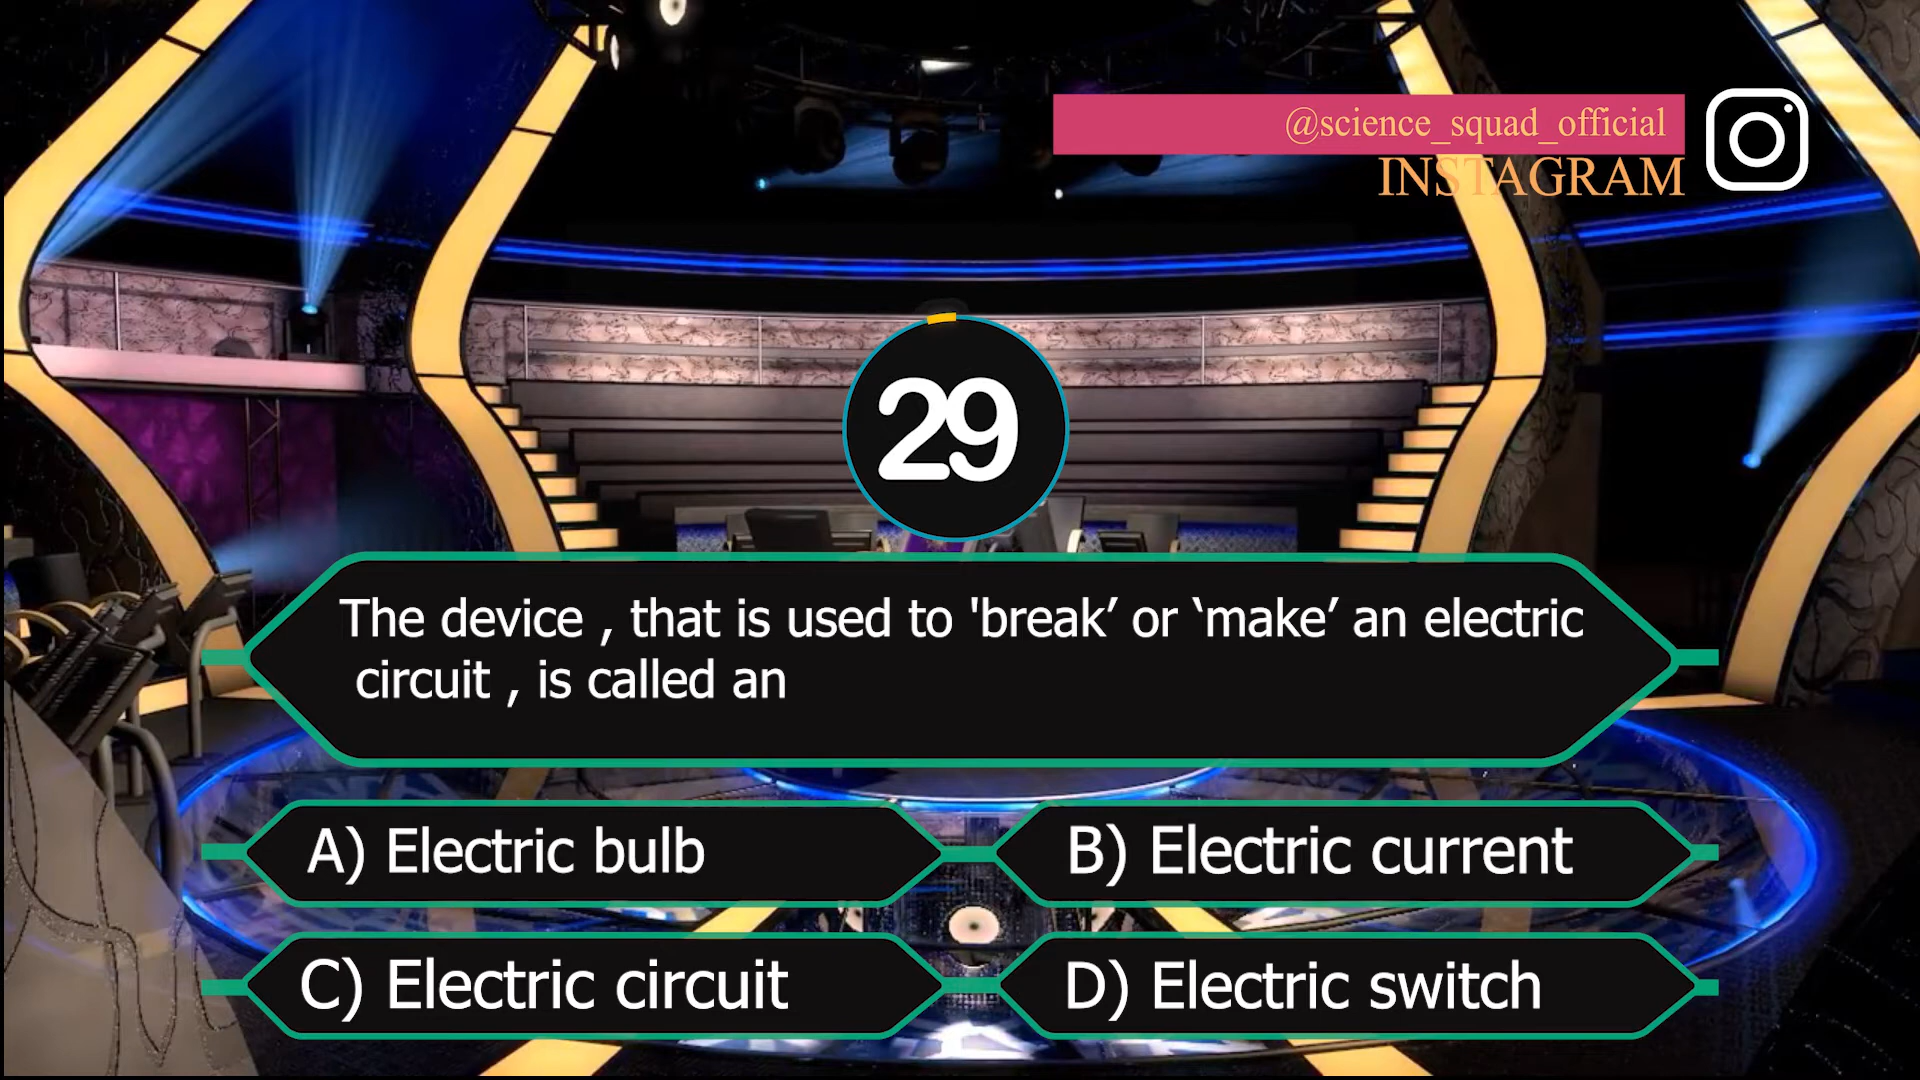 @science_squad_official
INSTAGRAM
29
The device , that is used to 'break’ or ‘make’ an electric
circuit , is called an
A) Electric bulb
B) Electric current
C) Electric circuit
D) Electric switch